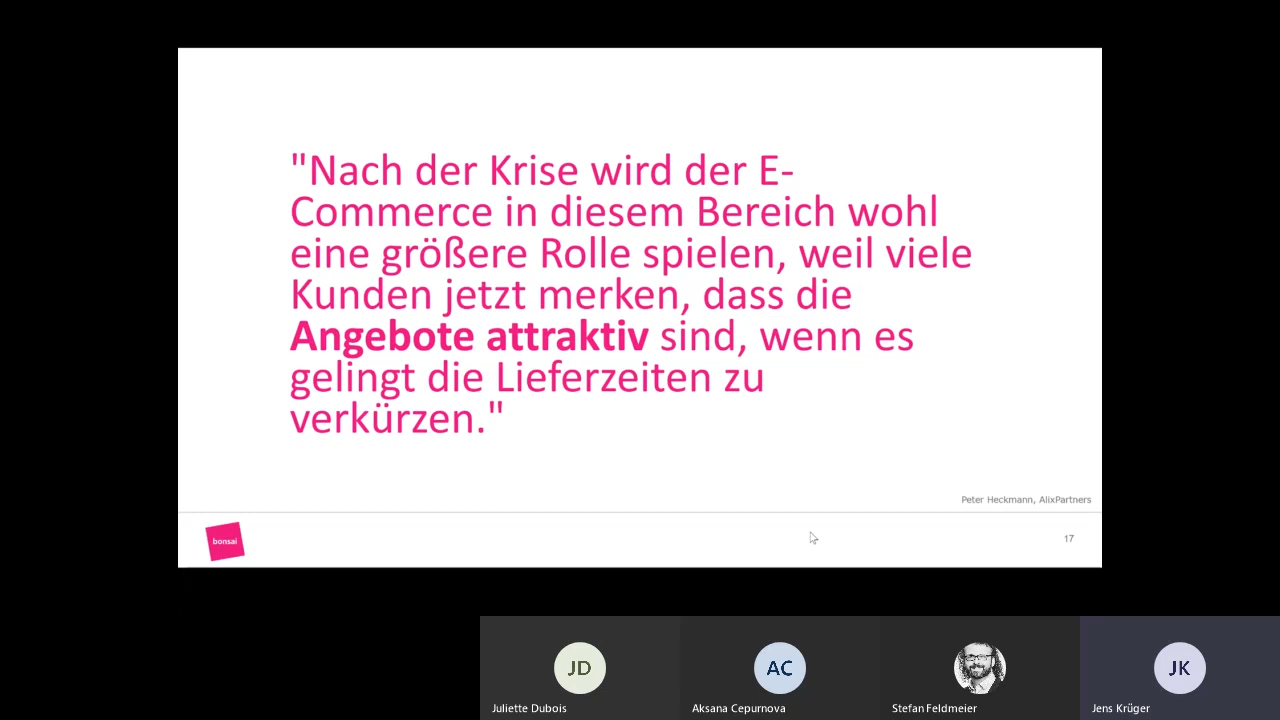 "Nach der Krise wird der E-
Commerce in diesem Bereich wohl
eine größere Rolle spielen, weil viele
Kunden jetzt merken, dass die
Angebote attraktiv sind, wenn es
gelingt die Lieferzeiten zu
verkürzen."
Peter Heckmann, AlixPartners
bonsai
17
JD
AC
JK
Juliette Dubois
Aksana Cepurnova
Stefan Feldmeier
Jens Krüger